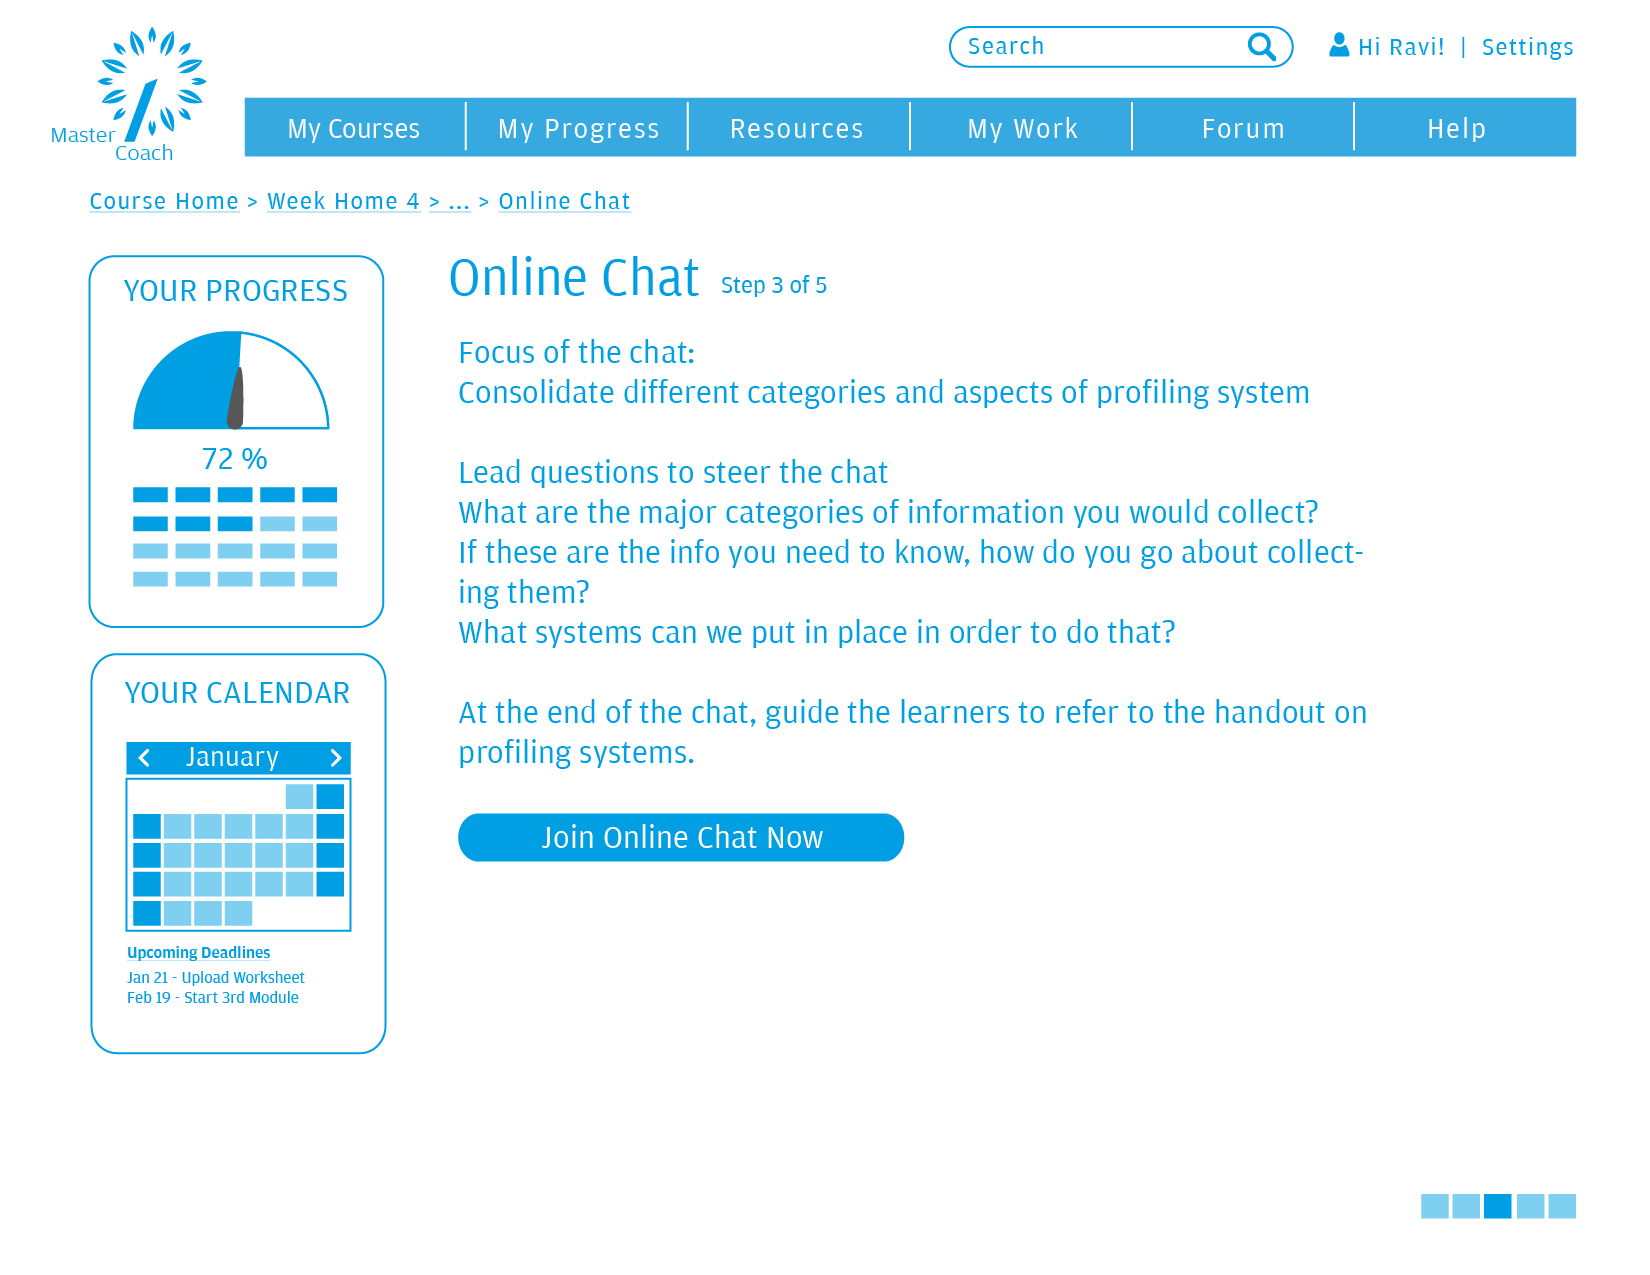 Search
Hi Ravi! | Settings
Master
Coach
My Courses
My Progress
Resources
My Work
Forum
Help
Course Home > Week Home 4 > ... > Online Chat
YOUR PROGRESS
72 %
YOUR CALENDAR
January
Upcoming Deadlines
Jan 21 - Upload Worksheet
Feb 19 - Start 3rd Module
Online Chat Step 3 of 5
Focus of the chat:
Consolidate different categories and aspects of profiling system
Lead questions to steer the chat
What are the major categories of information you would collect?
If these are the info you need to know, how do you go about collect-
ing them?
What systems can we put in place in order to do that?
At the end of the chat, guide the learners to refer to the handout on
profiling systems.
Join Online Chat Now